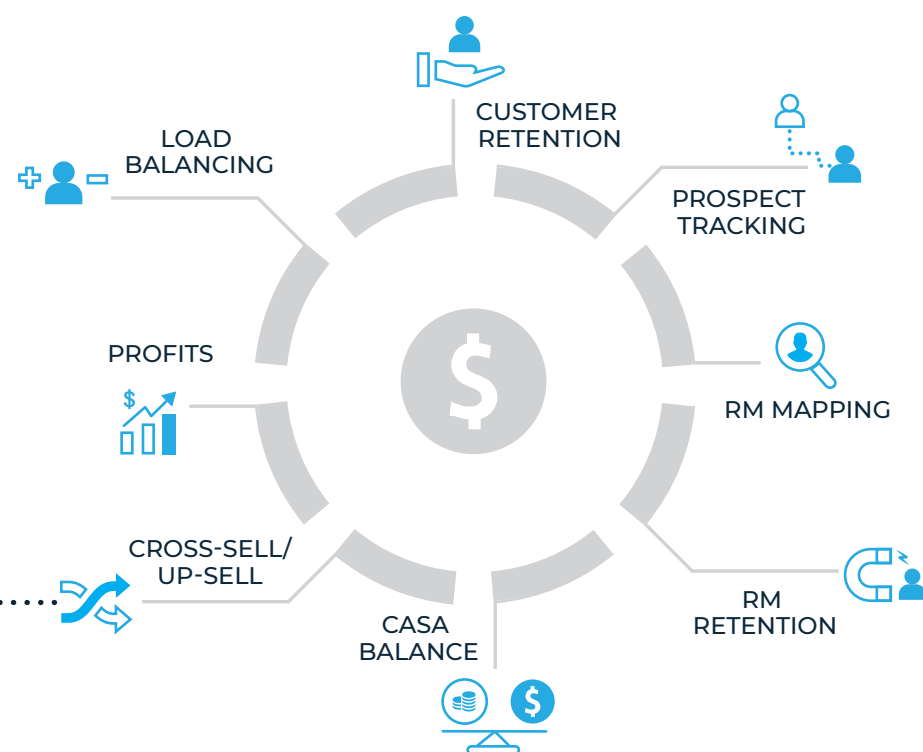 CUSTOMER
RETENTION
LOAD
BALANCING
PROSPECT
TRACKING
PROFITS
$
$
RM MAPPING
CROSS-SELL/
UP-SELL
RM
RETENTION
CASA
BALANCE
$